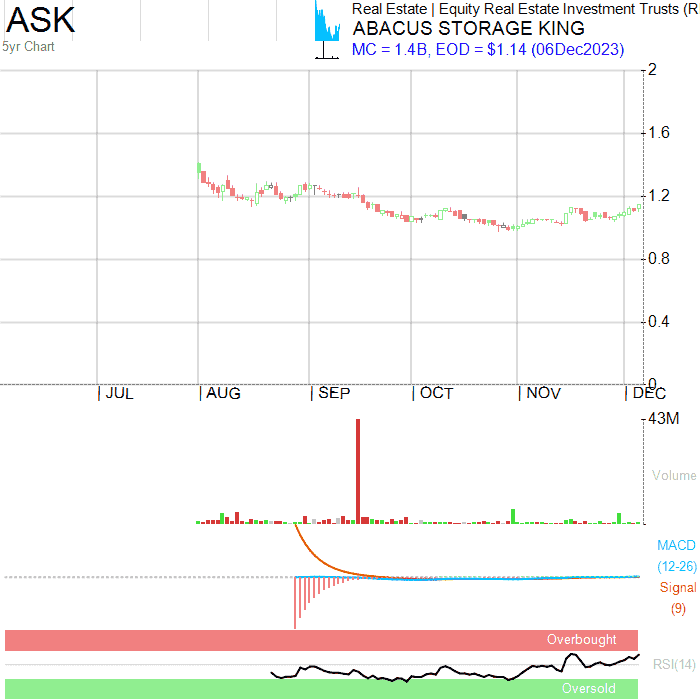 ASK
5yr Chart
Real Estate | Equity Real Estate Investment Trusts (R
ABACUS STORAGE KING
MC = 1.4B, EOD = $1.14 (06Dec2023)
2
1.6
1.2
0.8
0.4
0
JUL
AUG
SEP
OCT
NOV
DEC
43M
Volume
MACD
(12-26)
Signal
(9)
Overbought
RSI(14)
Oversold